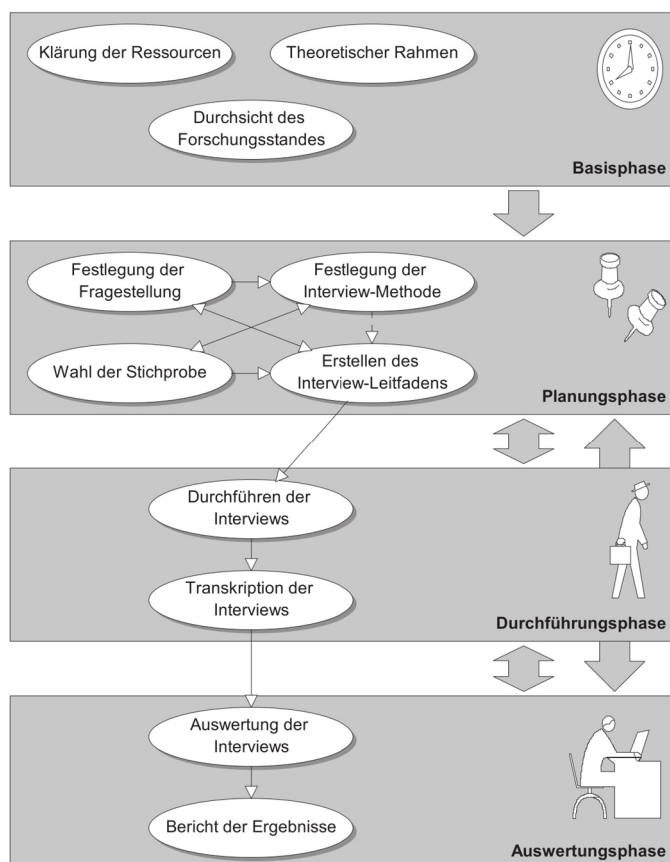 Klärung der Ressourcen
Theoretischer Rahmen
Durchsicht des
Forschungsstandes
Basisphase
Festlegung der
Fragestellung
Festlegung der
Interview-Methode
Wahl der Stichprobe
Erstellen des
Interview-Leitfadens
Planungsphase
Durchführen der
Interviews
Transkription der
Interviews
Durchführungsphase
Auswertung der
Interviews
Bericht der Ergebnisse
Auswertungsphase